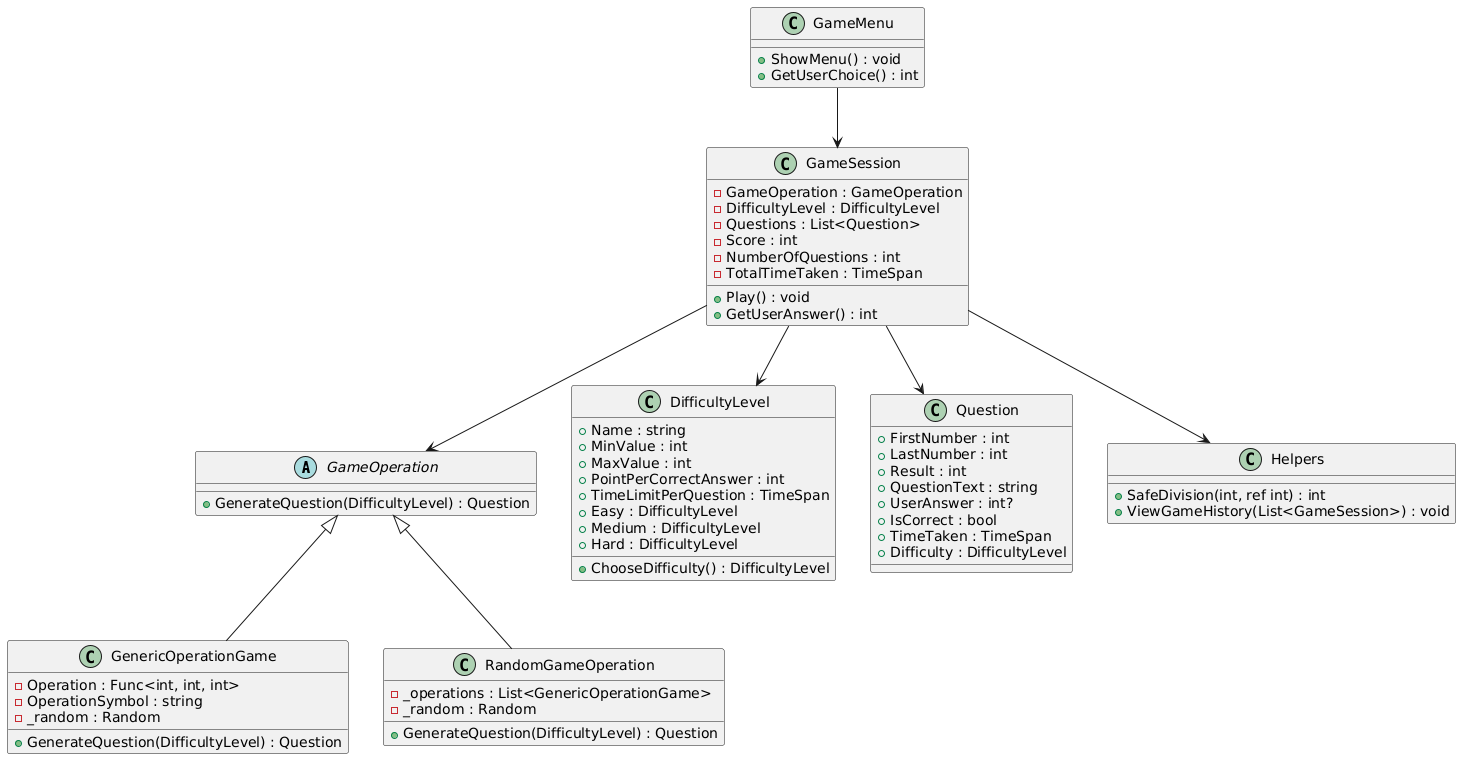 C GameMenu
ShowMenu() : void
GetUserChoice() : int
C GameSession
GameOperation : GameOperation
DifficultyLevel : DifficultyLevel
Questions : List<Question>
Score : int
NumberOfQuestions : int
TotalTimeTaken : TimeSpan
Play() : void
GetUserAnswer() : int
A GameOperation
GenerateQuestion(DifficultyLevel) : Question
C DifficultyLevel
Name : string
MinValue : int
MaxValue : int
PointPerCorrectAnswer : int
TimeLimitPerQuestion : TimeSpan
Easy : DifficultyLevel
Medium : DifficultyLevel
Hard : DifficultyLevel
ChooseDifficulty() : DifficultyLevel
C Question
FirstNumber : int
LastNumber : int
Result : int
QuestionText : string
UserAnswer : int?
IsCorrect : bool
TimeTaken : TimeSpan
Difficulty : DifficultyLevel
C Helpers
SafeDivision(int, ref int) : int
ViewGameHistory(List<GameSession>) : void
C GenericOperationGame
Operation : Func<int, int, int>
OperationSymbol : string
_random : Random
GenerateQuestion(DifficultyLevel) : Question
C RandomGameOperation
_operations : List<GenericOperationGame>
_random : Random
GenerateQuestion(DifficultyLevel) : Question